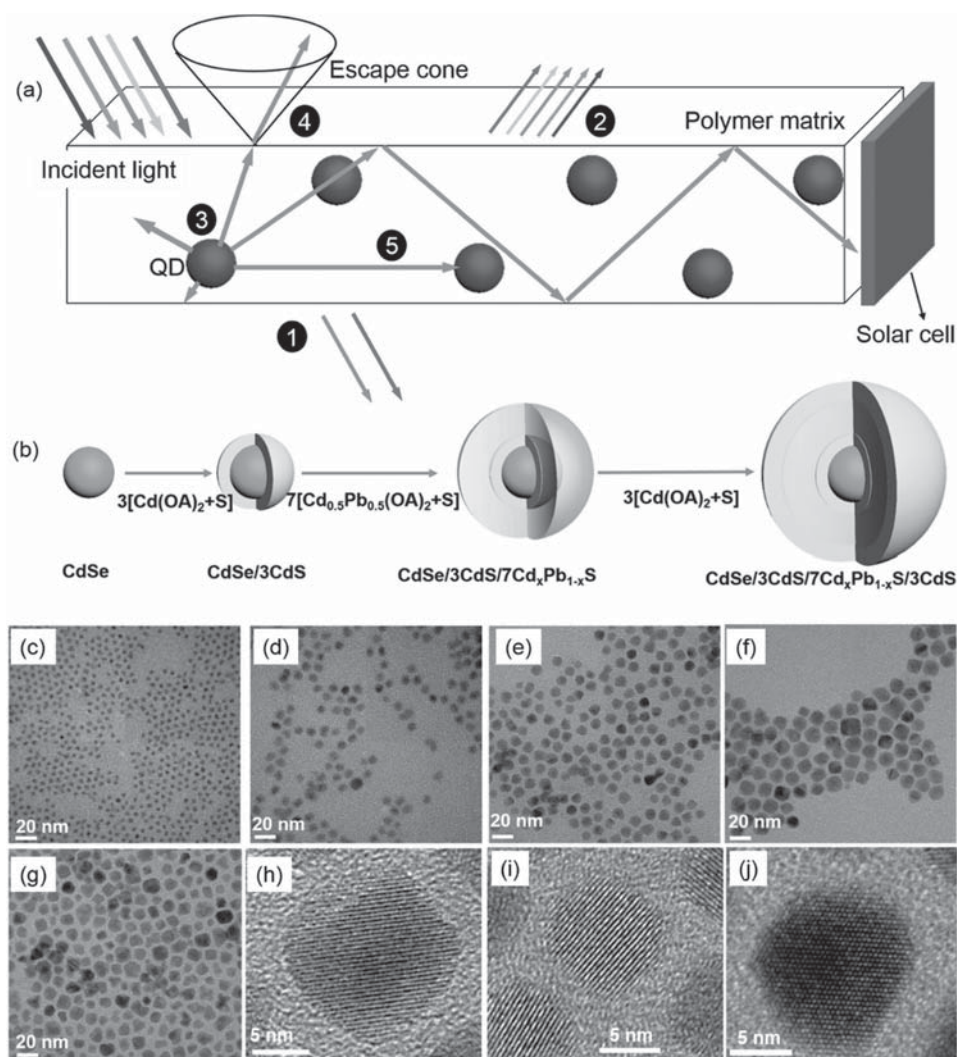 (a)
Escape cone
4
2
Polymer matrix
Incident light
3
5
QD
1
Solar cell
(b)
3[Cd(OA)2+S]
7[Cd0.5Pb0.5(OA)2+S]
3[Cd(OA)2+S]
CdSe
CdSe/3CdS
CdSe/3CdS/7CdxPb1-xS
CdSe/3CdS/7CdxPb1-xS/3CdS
(c)
(d)
(e)
(f)
20 nm
20 nm
20 nm
20 nm
(g)
(h)
(i)
(j)
20 nm
5 nm
5 nm
5 nm